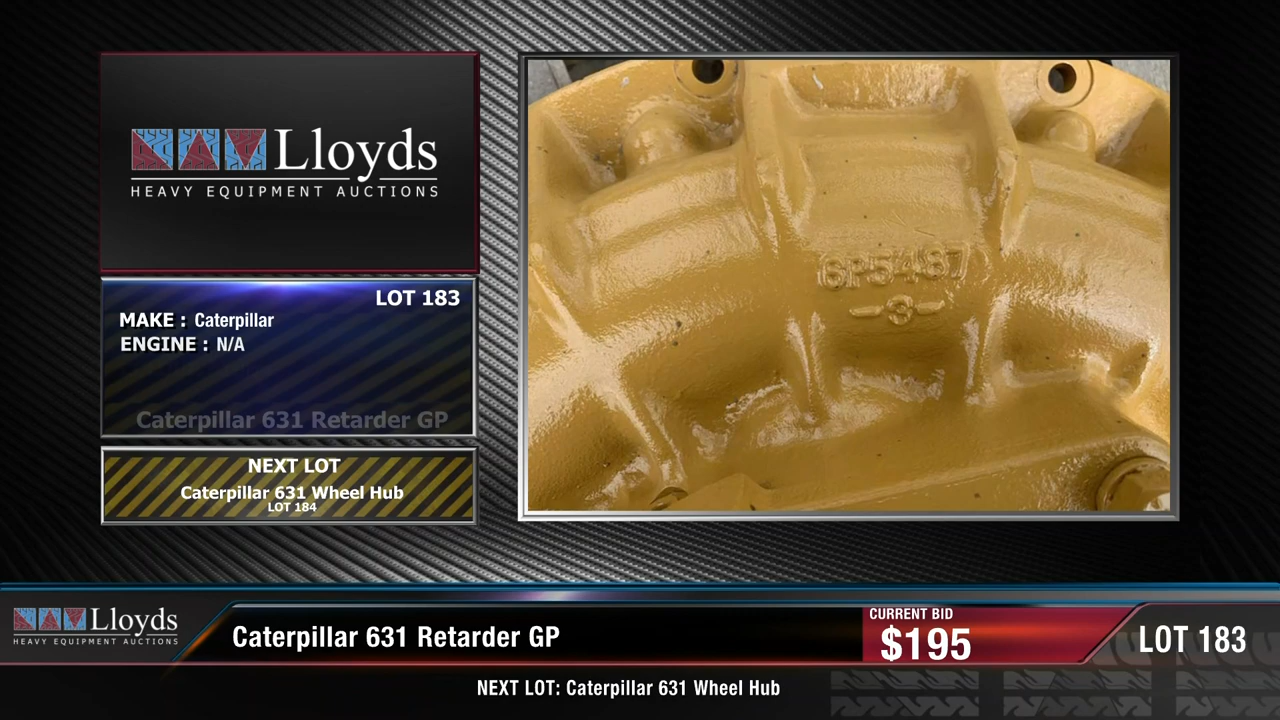 Lloyds
HEAVY EQUIPMENT AUCTIONS
LOT 183
MAKE : Caterpillar
ENGINE : N/A
Caterpillar 631 Retarder GP
NEXT LOT
Caterpillar 631 Wheel Hub
LOT 184
6P5487
-3-
Lloyds
HEAVY EQUIPMENT AUCTIONS
Caterpillar 631 Retarder GP
CURRENT BID
$195
LOT 183
NEXT LOT: Caterpillar 631 Wheel Hub